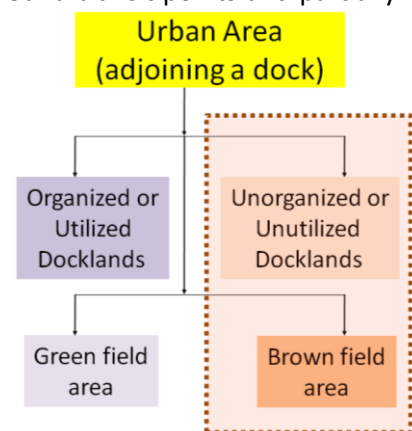 Urban Area
(adjoining a dock)
Organized or
Utilized
Docklands
Unorganized or
Unutilized
Docklands
Green field
area
Brown field
area